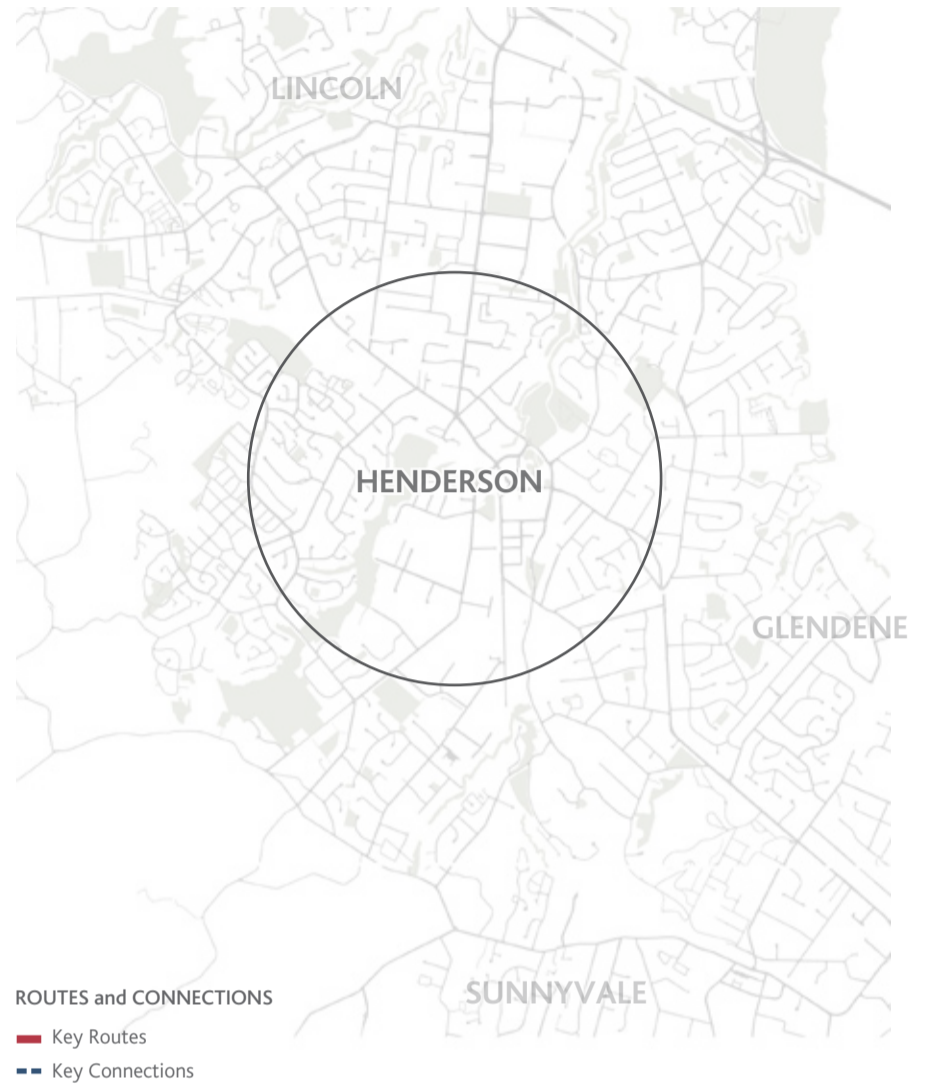 LINCOLN
HENDERSON
GLENDENE
SUNNYVALE
ROUTES and CONNECTIONS
Key Routes
Key Connections